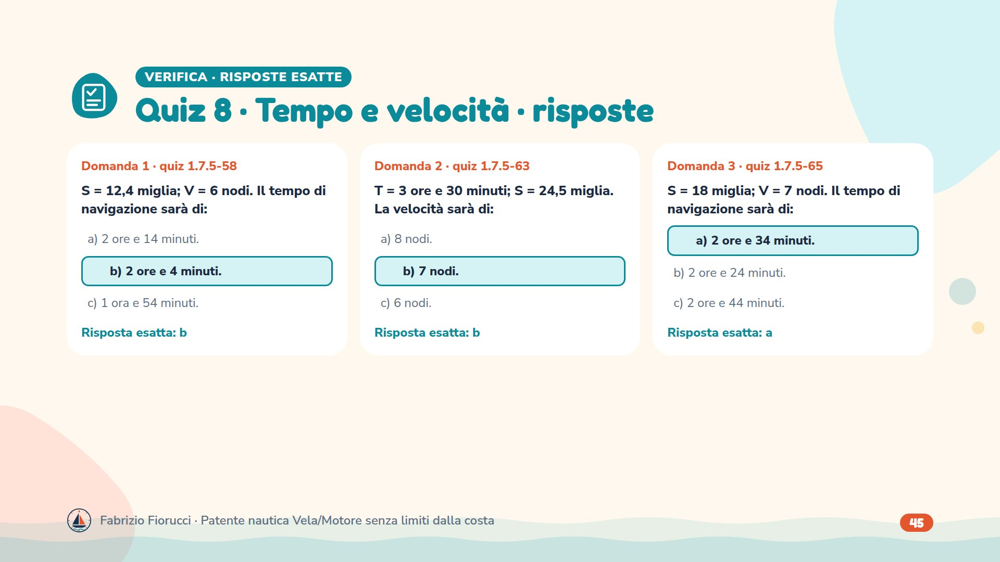 VERIFICA · RISPOSTE ESATTE
Quiz 8 · Tempo e velocità · risposte
Domanda 1 · quiz 1.7.5-58
S = 12,4 miglia; V = 6 nodi. Il tempo di
navigazione sarà di:
a) 2 ore e 14 minuti.
b) 2 ore e 4 minuti.
c) 1 ora e 54 minuti.
Risposta esatta: b
Domanda 2 · quiz 1.7.5-63
T = 3 ore e 30 minuti; S = 24,5 miglia.
La velocità sarà di:
a) 8 nodi.
b) 7 nodi.
c) 6 nodi.
Risposta esatta: b
Domanda 3 · quiz 1.7.5-65
S = 18 miglia; V = 7 nodi. Il tempo di
navigazione sarà di:
a) 2 ore e 34 minuti.
b) 2 ore e 24 minuti.
c) 2 ore e 44 minuti.
Risposta esatta: a
Fabrizio Fiorucci · Patente nautica Vela/Motore senza limiti dalla costa
45